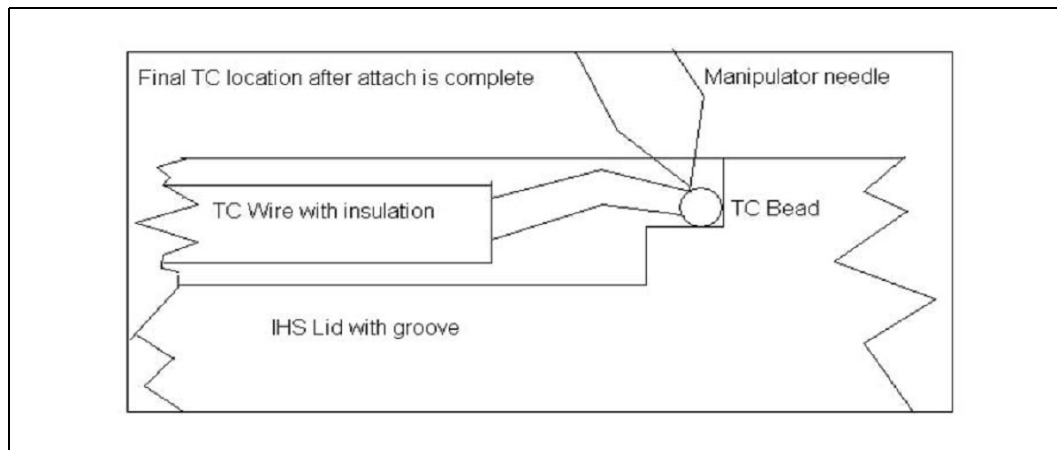 Final TC location after attach is complete
Manipulator needle
TC Wire with insulation
TC Bead
IHS Lid with groove